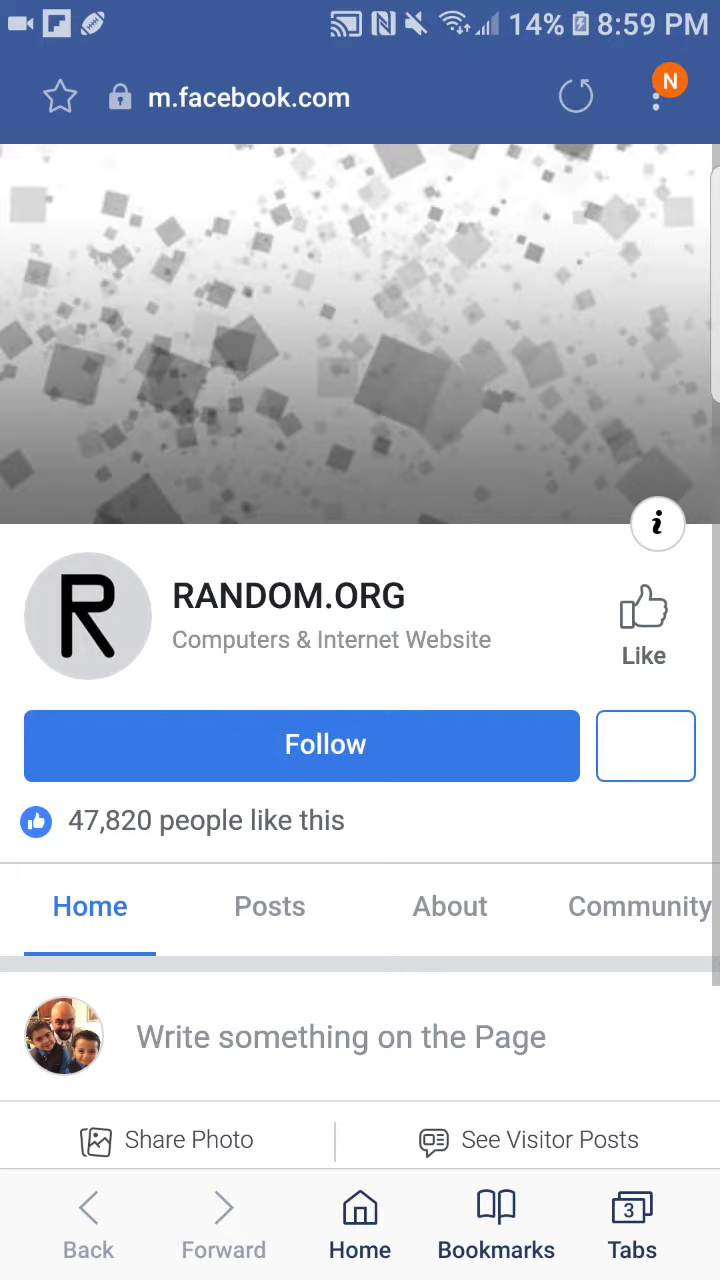 14% 8:59 PM
m.facebook.com
N
i
R
RANDOM.ORG
Computers & Internet Website
Like
Follow
47,820 people like this
Home Posts About Community
Write something on the Page
Share Photo See Visitor Posts
3
Back Forward Home Bookmarks Tabs